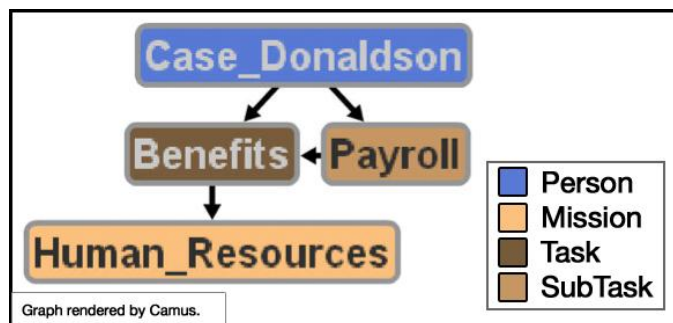 Case_Donaldson
Benefits
Payroll
Human_Resources
Person
Mission
Task
SubTask
Graph rendered by Camus.